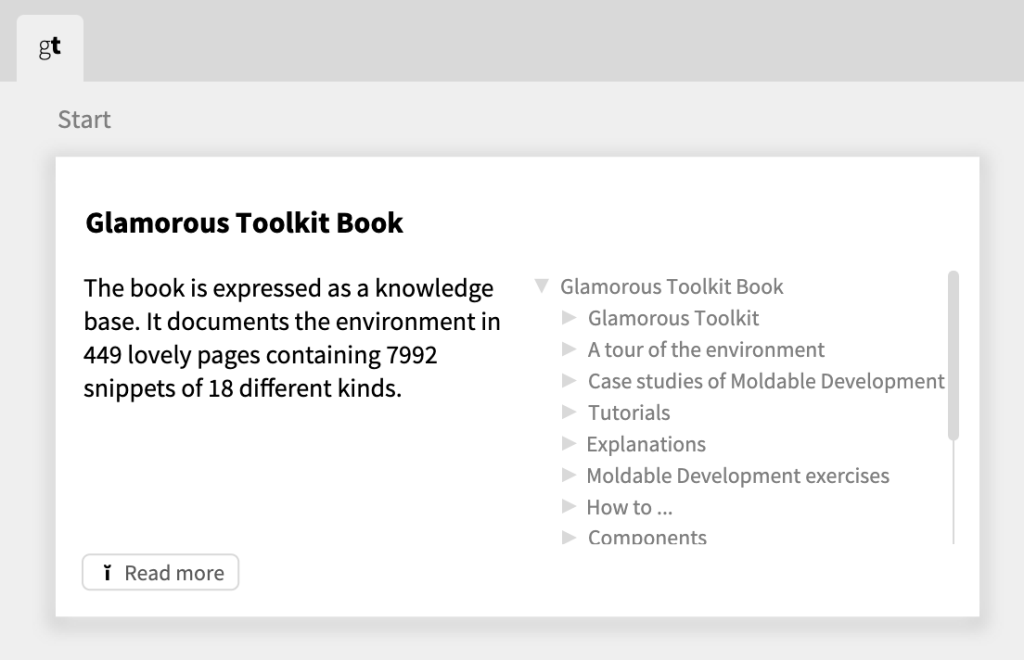 gt
Start
Glamorous Toolkit Book
The book is expressed as a knowledge
base. It documents the environment in
449 lovely pages containing 7992
snippets of 18 different kinds.
Glamorous Toolkit Book
Glamorous Toolkit
A tour of the environment
Case studies of Moldable Development
Tutorials
Explanations
Moldable Development exercises
How to ...
Components
Read more